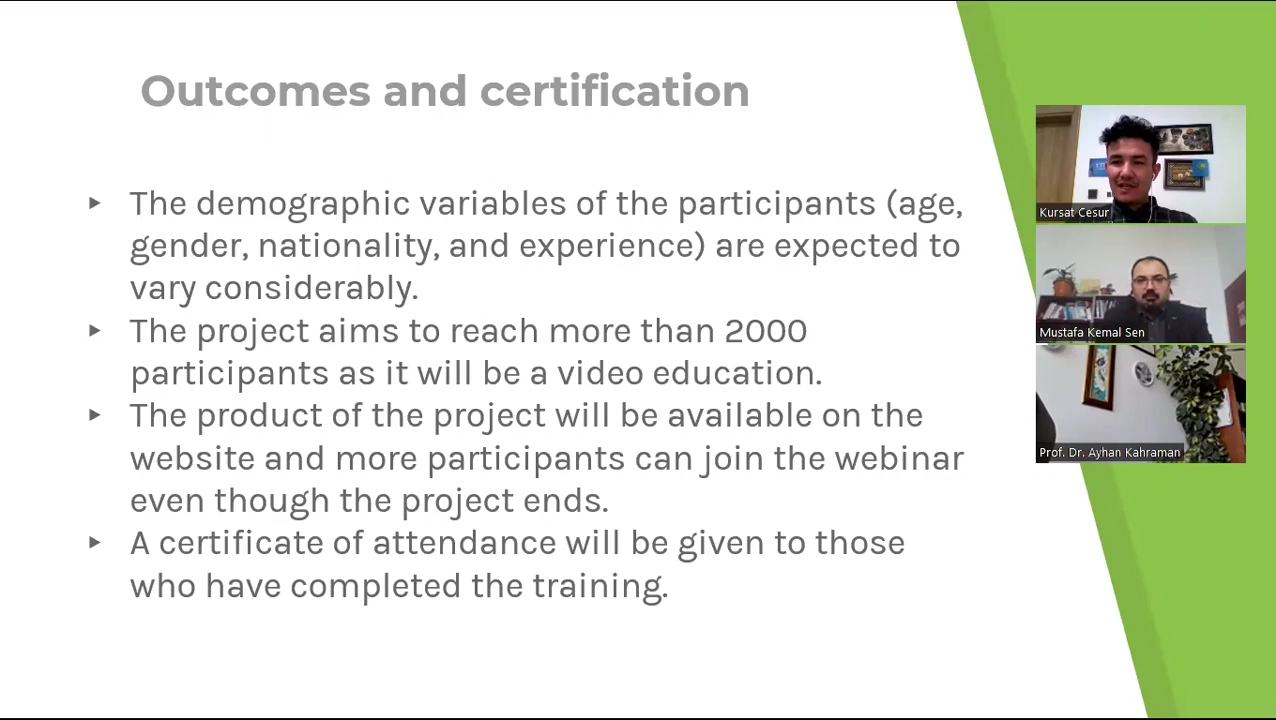 Outcomes and certification
The demographic variables of the participants (age,
gender, nationality, and experience) are expected to
vary considerably.
The project aims to reach more than 2000
participants as it will be a video education.
The product of the project will be available on the
website and more participants can join the webinar
even though the project ends.
A certificate of attendance will be given to those
who have completed the training.
Kursat Cesur
Mustafa Kemal Sen
Prof. Dr. Ayhan Kahraman